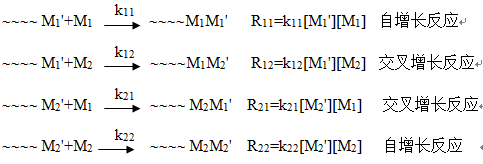 ~~~~ M₁'+M₁ k₁₁ → ~~~~M₁M₁' R₁₁=k₁₁[M₁'][M₁] 自增长反应↵
~~~~ M₁'+M₂ k₁₂ → ~~~~M₁M₂' R₁₂=k₁₂[M₁'][M₂] 交叉增长反应↵
~~~~ M₂'+M₁ k₂₁ → ~~~~ M₂M₁' R₂₁=k₂₁[M₂'][M₁] 交叉增长反应↵
~~~~ M₂'+M₂ k₂₂ → ~~~~ M₂M₂' R₂₂=k₂₂[M₂'][M₂] 自增长反应